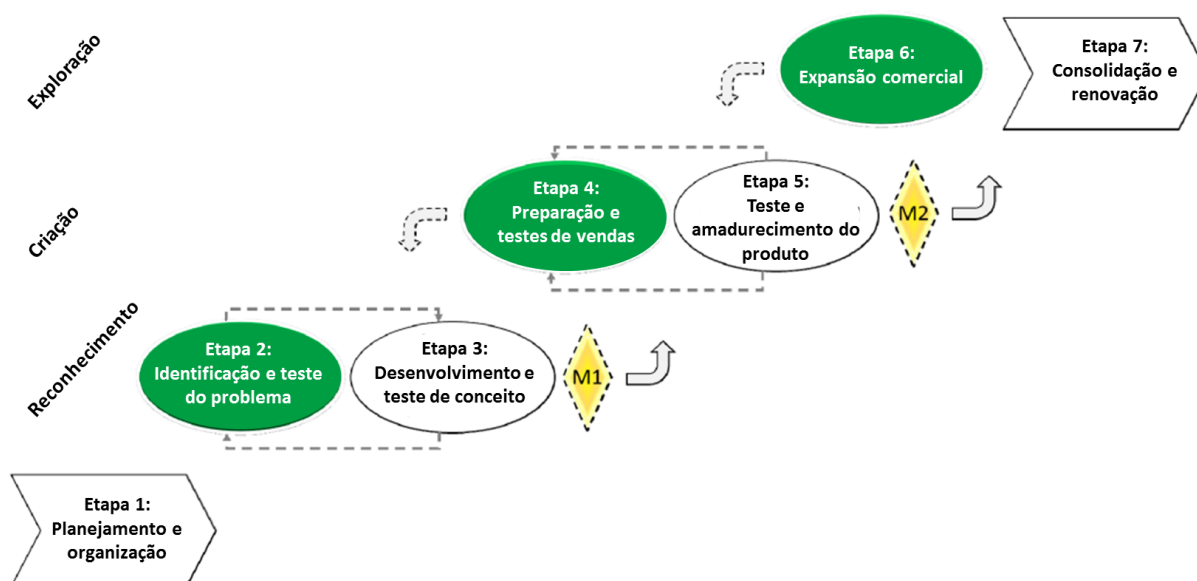 Exploração
Etapa 6:
Expansão comercial
Etapa 7:
Consolidação e
renovação
Criação
Etapa 4:
Preparação e
testes de vendas
Etapa 5:
Teste e
amadurecimento do
produto
M2
Reconhecimento
Etapa 2:
Identificação e teste
do problema
Etapa 3:
Desenvolvimento e
teste de conceito
M1
Etapa 1:
Planejamento e
organização